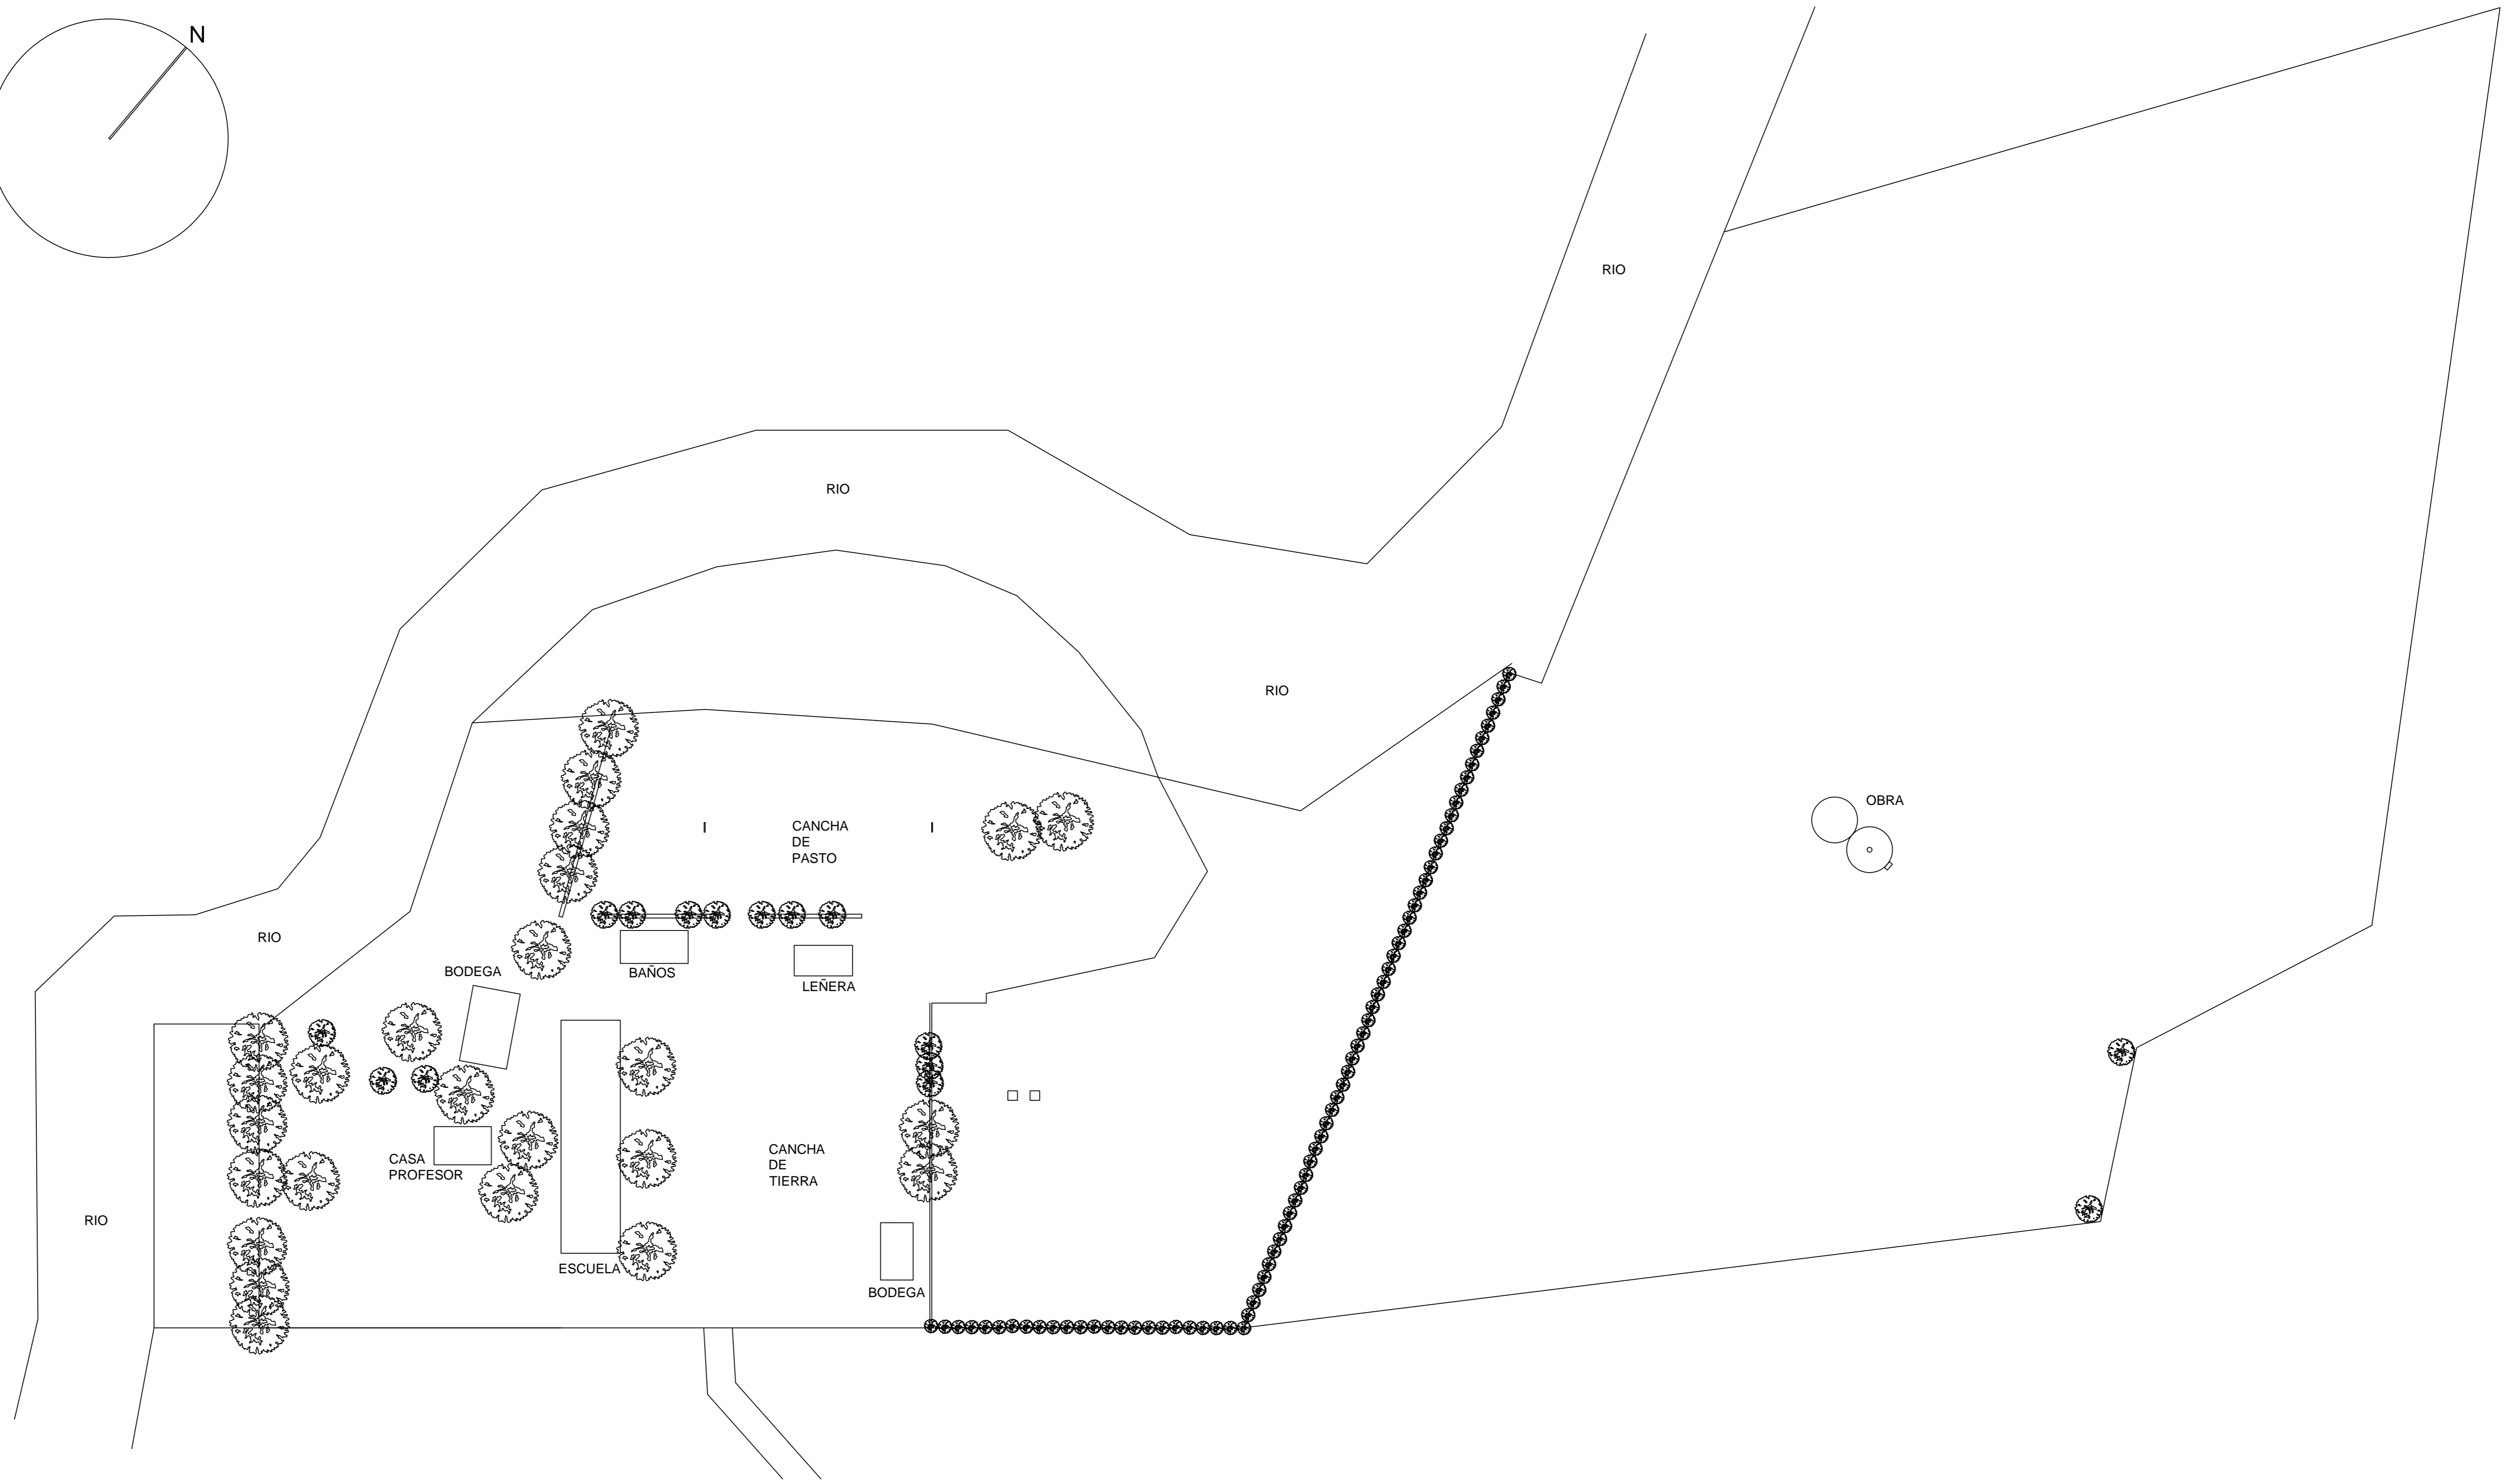 N
RIO
RIO
RIO
OBRA
CANCHA
DE
PASTO
RIO
BODEGA
BAÑOS
LEÑERA
CANCHA
DE
TIERRA
CASA
PROFESOR
RIO
ESCUELA
BODEGA